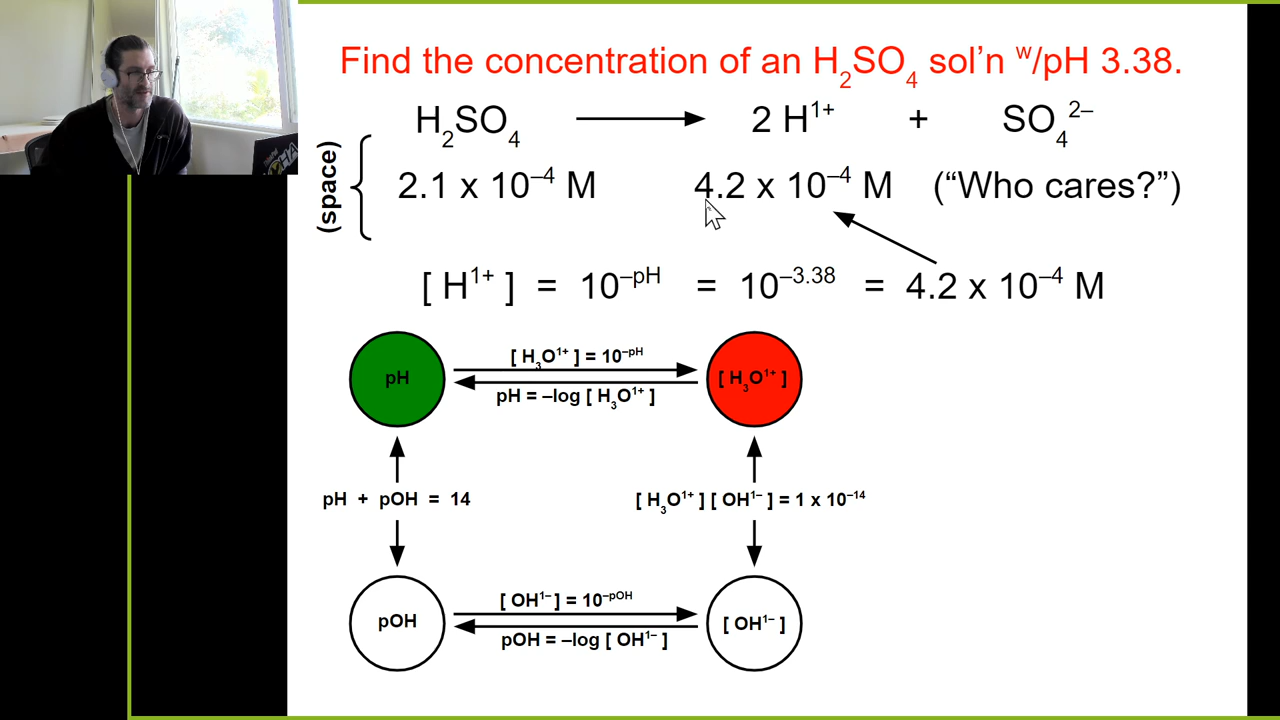 Find the concentration of an H₂SO₄ sol’n ʷ/pH 3.38.
H₂SO₄ → 2 H¹⁺ + SO₄²⁻
(space) { 2.1 x 10⁻⁴ M 4.2 x 10⁻⁴ M (“Who cares?”)
[ H¹⁺ ] = 10⁻ᵖᴴ = 10⁻³·³⁸ = 4.2 x 10⁻⁴ M
[ H₃O¹⁺ ] = 10⁻ᵖᴴ
pH [ H₃O¹⁺ ]
pH = –log [ H₃O¹⁺ ]
pH + pOH = 14 [ H₃O¹⁺ ] [ OH¹⁻ ] = 1 x 10⁻¹⁴
[ OH¹⁻ ] = 10⁻ᵖᴼᴴ
pOH [ OH¹⁻ ]
pOH = –log [ OH¹⁻ ]